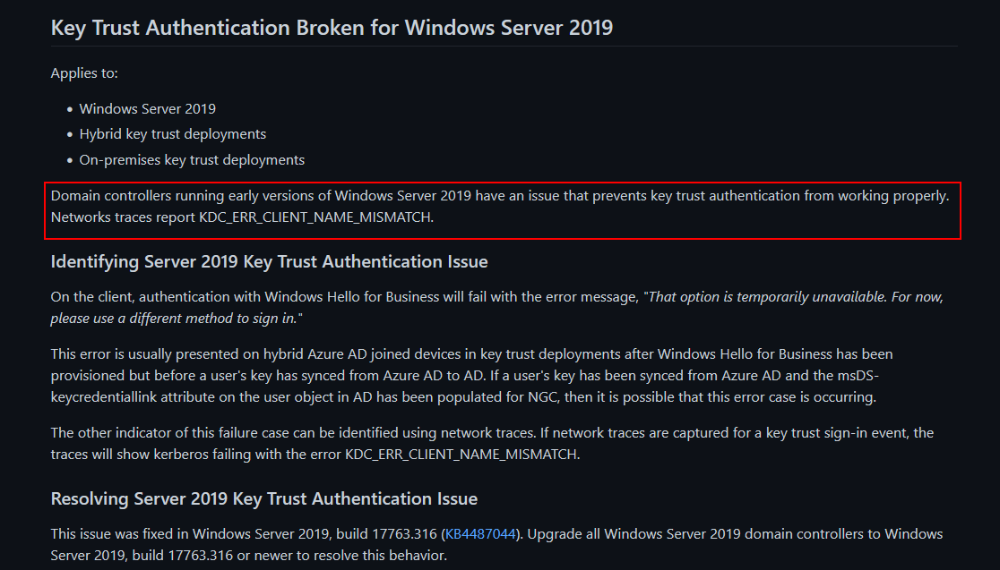 Key Trust Authentication Broken for Windows Server 2019
Applies to:
• Windows Server 2019
• Hybrid key trust deployments
• On-premises key trust deployments
Domain controllers running early versions of Windows Server 2019 have an issue that prevents key trust authentication from working properly.
Networks traces report KDC_ERR_CLIENT_NAME_MISMATCH.
Identifying Server 2019 Key Trust Authentication Issue
On the client, authentication with Windows Hello for Business will fail with the error message, "That option is temporarily unavailable. For now,
please use a different method to sign in."
This error is usually presented on hybrid Azure AD joined devices in key trust deployments after Windows Hello for Business has been
provisioned but before a user's key has synced from Azure AD to AD. If a user's key has been synced from Azure AD and the msDS-
keycredentiallink attribute on the user object in AD has been populated for NGC, then it is possible that this error case is occurring.
The other indicator of this failure case can be identified using network traces. If network traces are captured for a key trust sign-in event, the
traces will show kerberos failing with the error KDC_ERR_CLIENT_NAME_MISMATCH.
Resolving Server 2019 Key Trust Authentication Issue
This issue was fixed in Windows Server 2019, build 17763.316 (KB4487044). Upgrade all Windows Server 2019 domain controllers to Windows
Server 2019, build 17763.316 or newer to resolve this behavior.